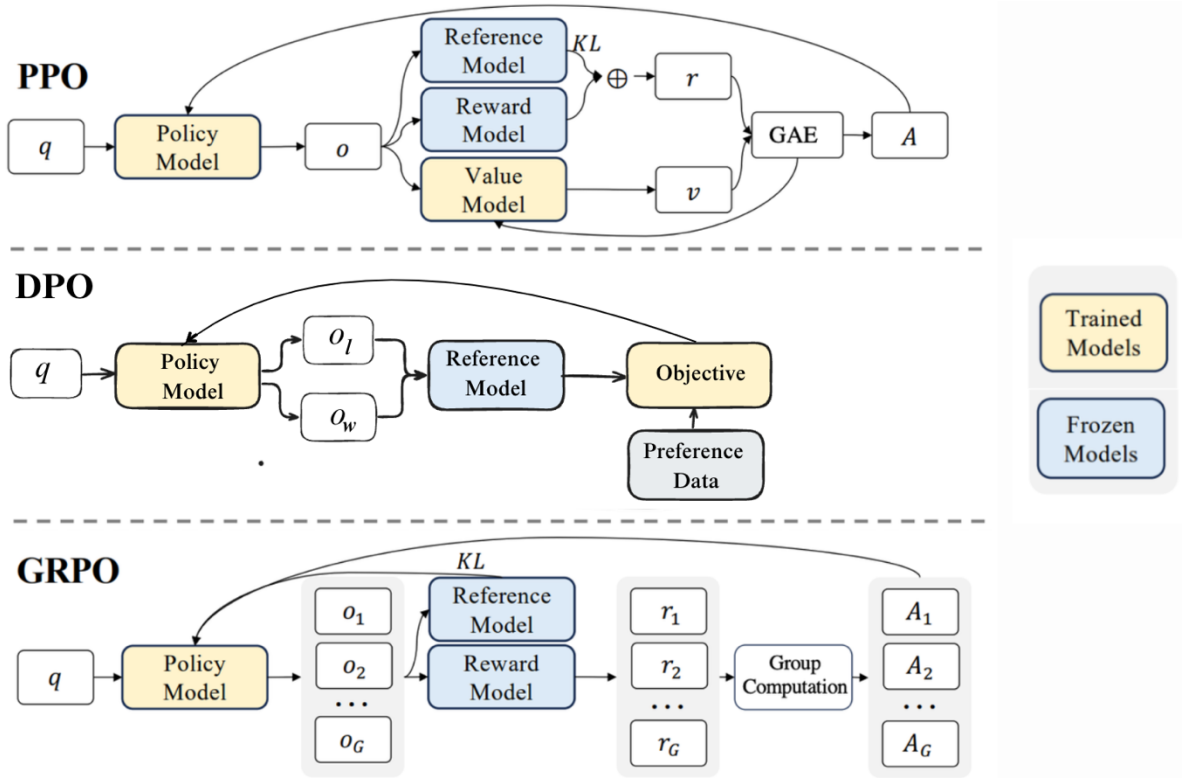 PPO
q
Policy
Model
o
Reference
Model
KL
Reward
Model
Value
Model
⊕
r
v
GAE
A
DPO
q
Policy
Model
o_l
o_w
Reference
Model
Objective
Preference
Data
Trained
Models
Frozen
Models
GRPO
q
Policy
Model
o_1
o_2
...
o_G
KL
Reference
Model
Reward
Model
r_1
r_2
...
r_G
Group
Computation
A_1
A_2
...
A_G